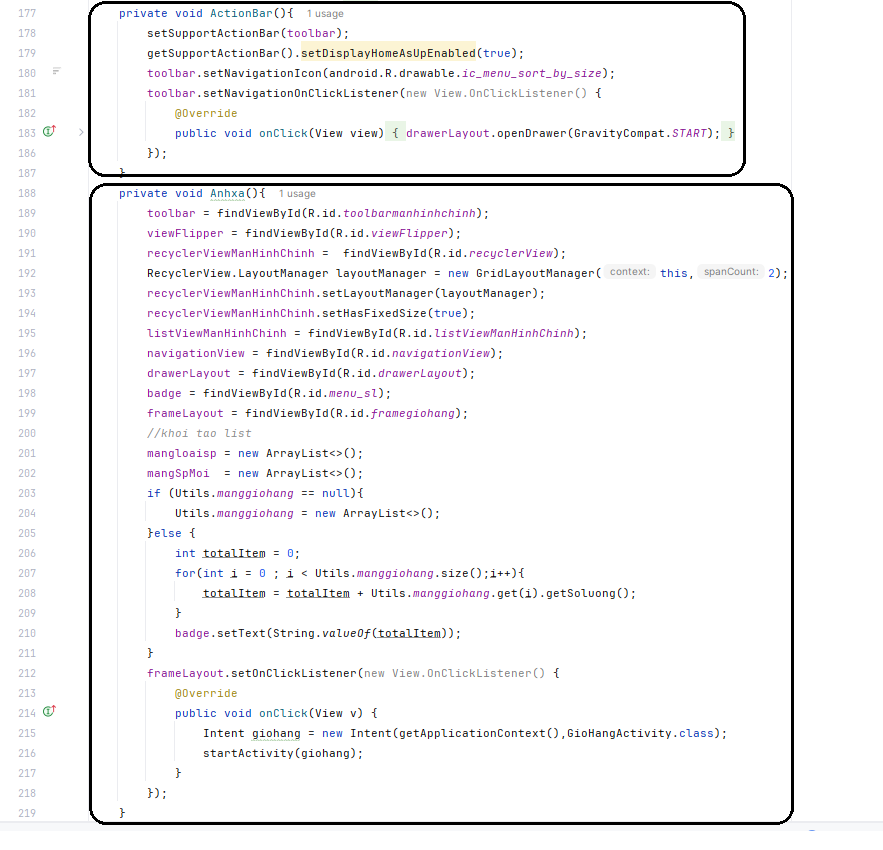 177 private void ActionBar(){ 1 usage
178 setSupportActionBar(toolbar);
179 getSupportActionBar().setDisplayHomeAsUpEnabled(true);
180 toolbar.setNavigationIcon(android.R.drawable.ic_menu_sort_by_size);
181 toolbar.setNavigationOnClickListener(new View.OnClickListener() {
182 @Override
183 public void onClick(View view) { drawerLayout.openDrawer(GravityCompat.START); }
186 });
187 }
188 private void Anhxa(){ 1 usage
189 toolbar = findViewById(R.id.toolbarmanhinhchinh);
190 viewFlipper = findViewById(R.id.viewFlipper);
191 recyclerViewManHinhChinh =  findViewById(R.id.recyclerView);
192 RecyclerView.LayoutManager layoutManager = new GridLayoutManager( context: this, spanCount: 2);
193 recyclerViewManHinhChinh.setLayoutManager(layoutManager);
194 recyclerViewManHinhChinh.setHasFixedSize(true);
195 listViewManHinhChinh = findViewById(R.id.listViewManHinhChinh);
196 navigationView = findViewById(R.id.navigationView);
197 drawerLayout = findViewById(R.id.drawerLayout);
198 badge = findViewById(R.id.menu_sl);
199 frameLayout = findViewById(R.id.framegiohang);
200 //khoi tao list
201 mangloaisp = new ArrayList<>();
202 mangSpMoi  = new ArrayList<>();
203 if (Utils.manggiohang == null){
204 Utils.manggiohang = new ArrayList<>();
205 }else {
206 int totalItem = 0;
207 for(int i = 0 ; i < Utils.manggiohang.size();i++){
208 totalItem = totalItem + Utils.manggiohang.get(i).getSoluong();
209 }
210 badge.setText(String.valueOf(totalItem));
211 }
212 frameLayout.setOnClickListener(new View.OnClickListener() {
213 @Override
214 public void onClick(View v) {
215 Intent giohang = new Intent(getApplicationContext(),GioHangActivity.class);
216 startActivity(giohang);
217 }
218 });
219 }